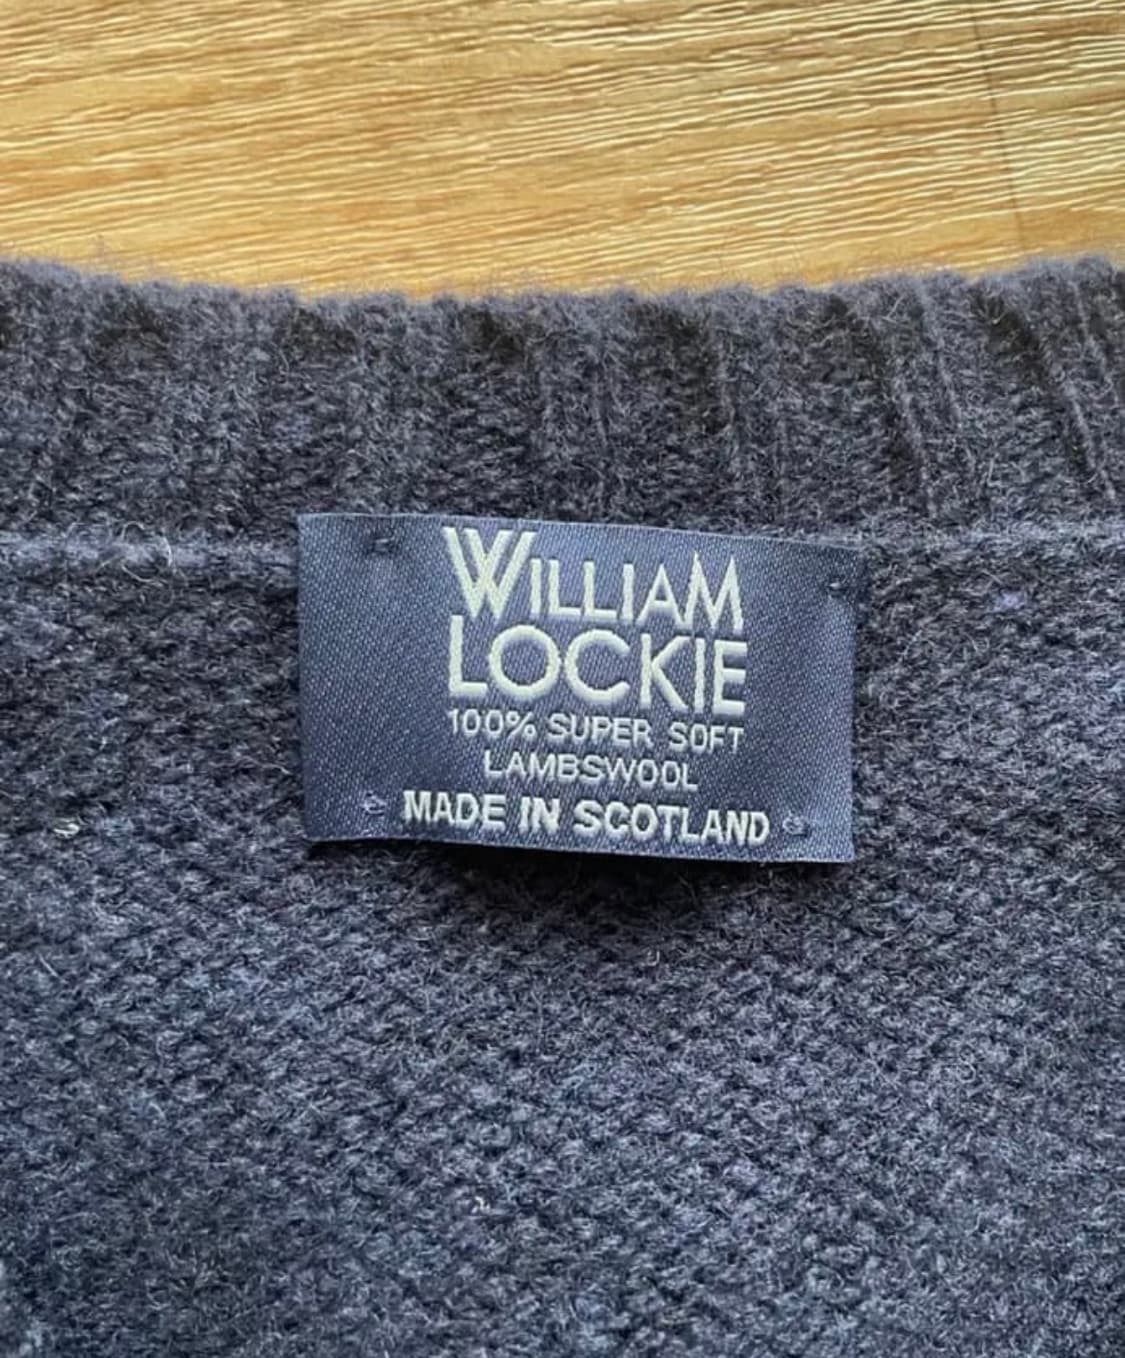 WILLIAM
LOCKIE
100% SUPER SOFT
LAMBSWOOL
MADE IN SCOTLAND